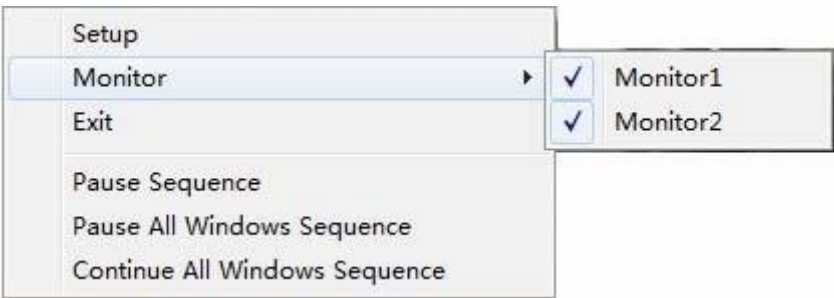 Setup
Monitor
Monitor1
Monitor2
Exit
Pause Sequence
Pause All Windows Sequence
Continue All Windows Sequence